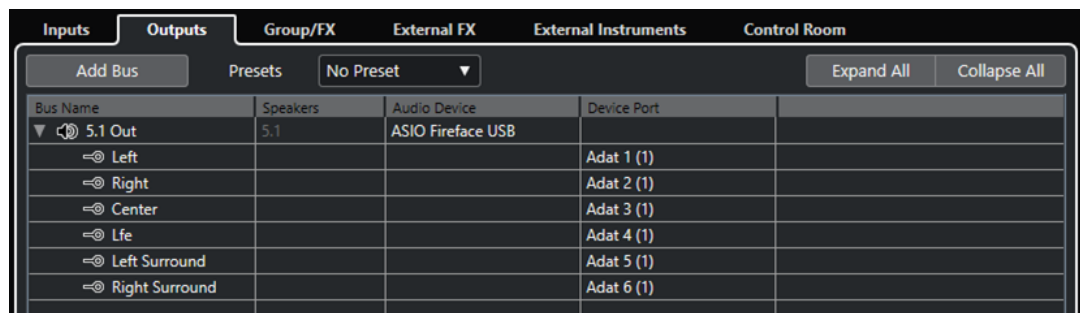 Inputs Outputs Group/FX External FX External Instruments Control Room
Add Bus Presets No Preset Expand All Collapse All
Bus Name Speakers Audio Device Device Port
5.1 Out 5.1 ASIO Fireface USB
Left Adat 1 (1)
Right Adat 2 (1)
Center Adat 3 (1)
Lfe Adat 4 (1)
Left Surround Adat 5 (1)
Right Surround Adat 6 (1)